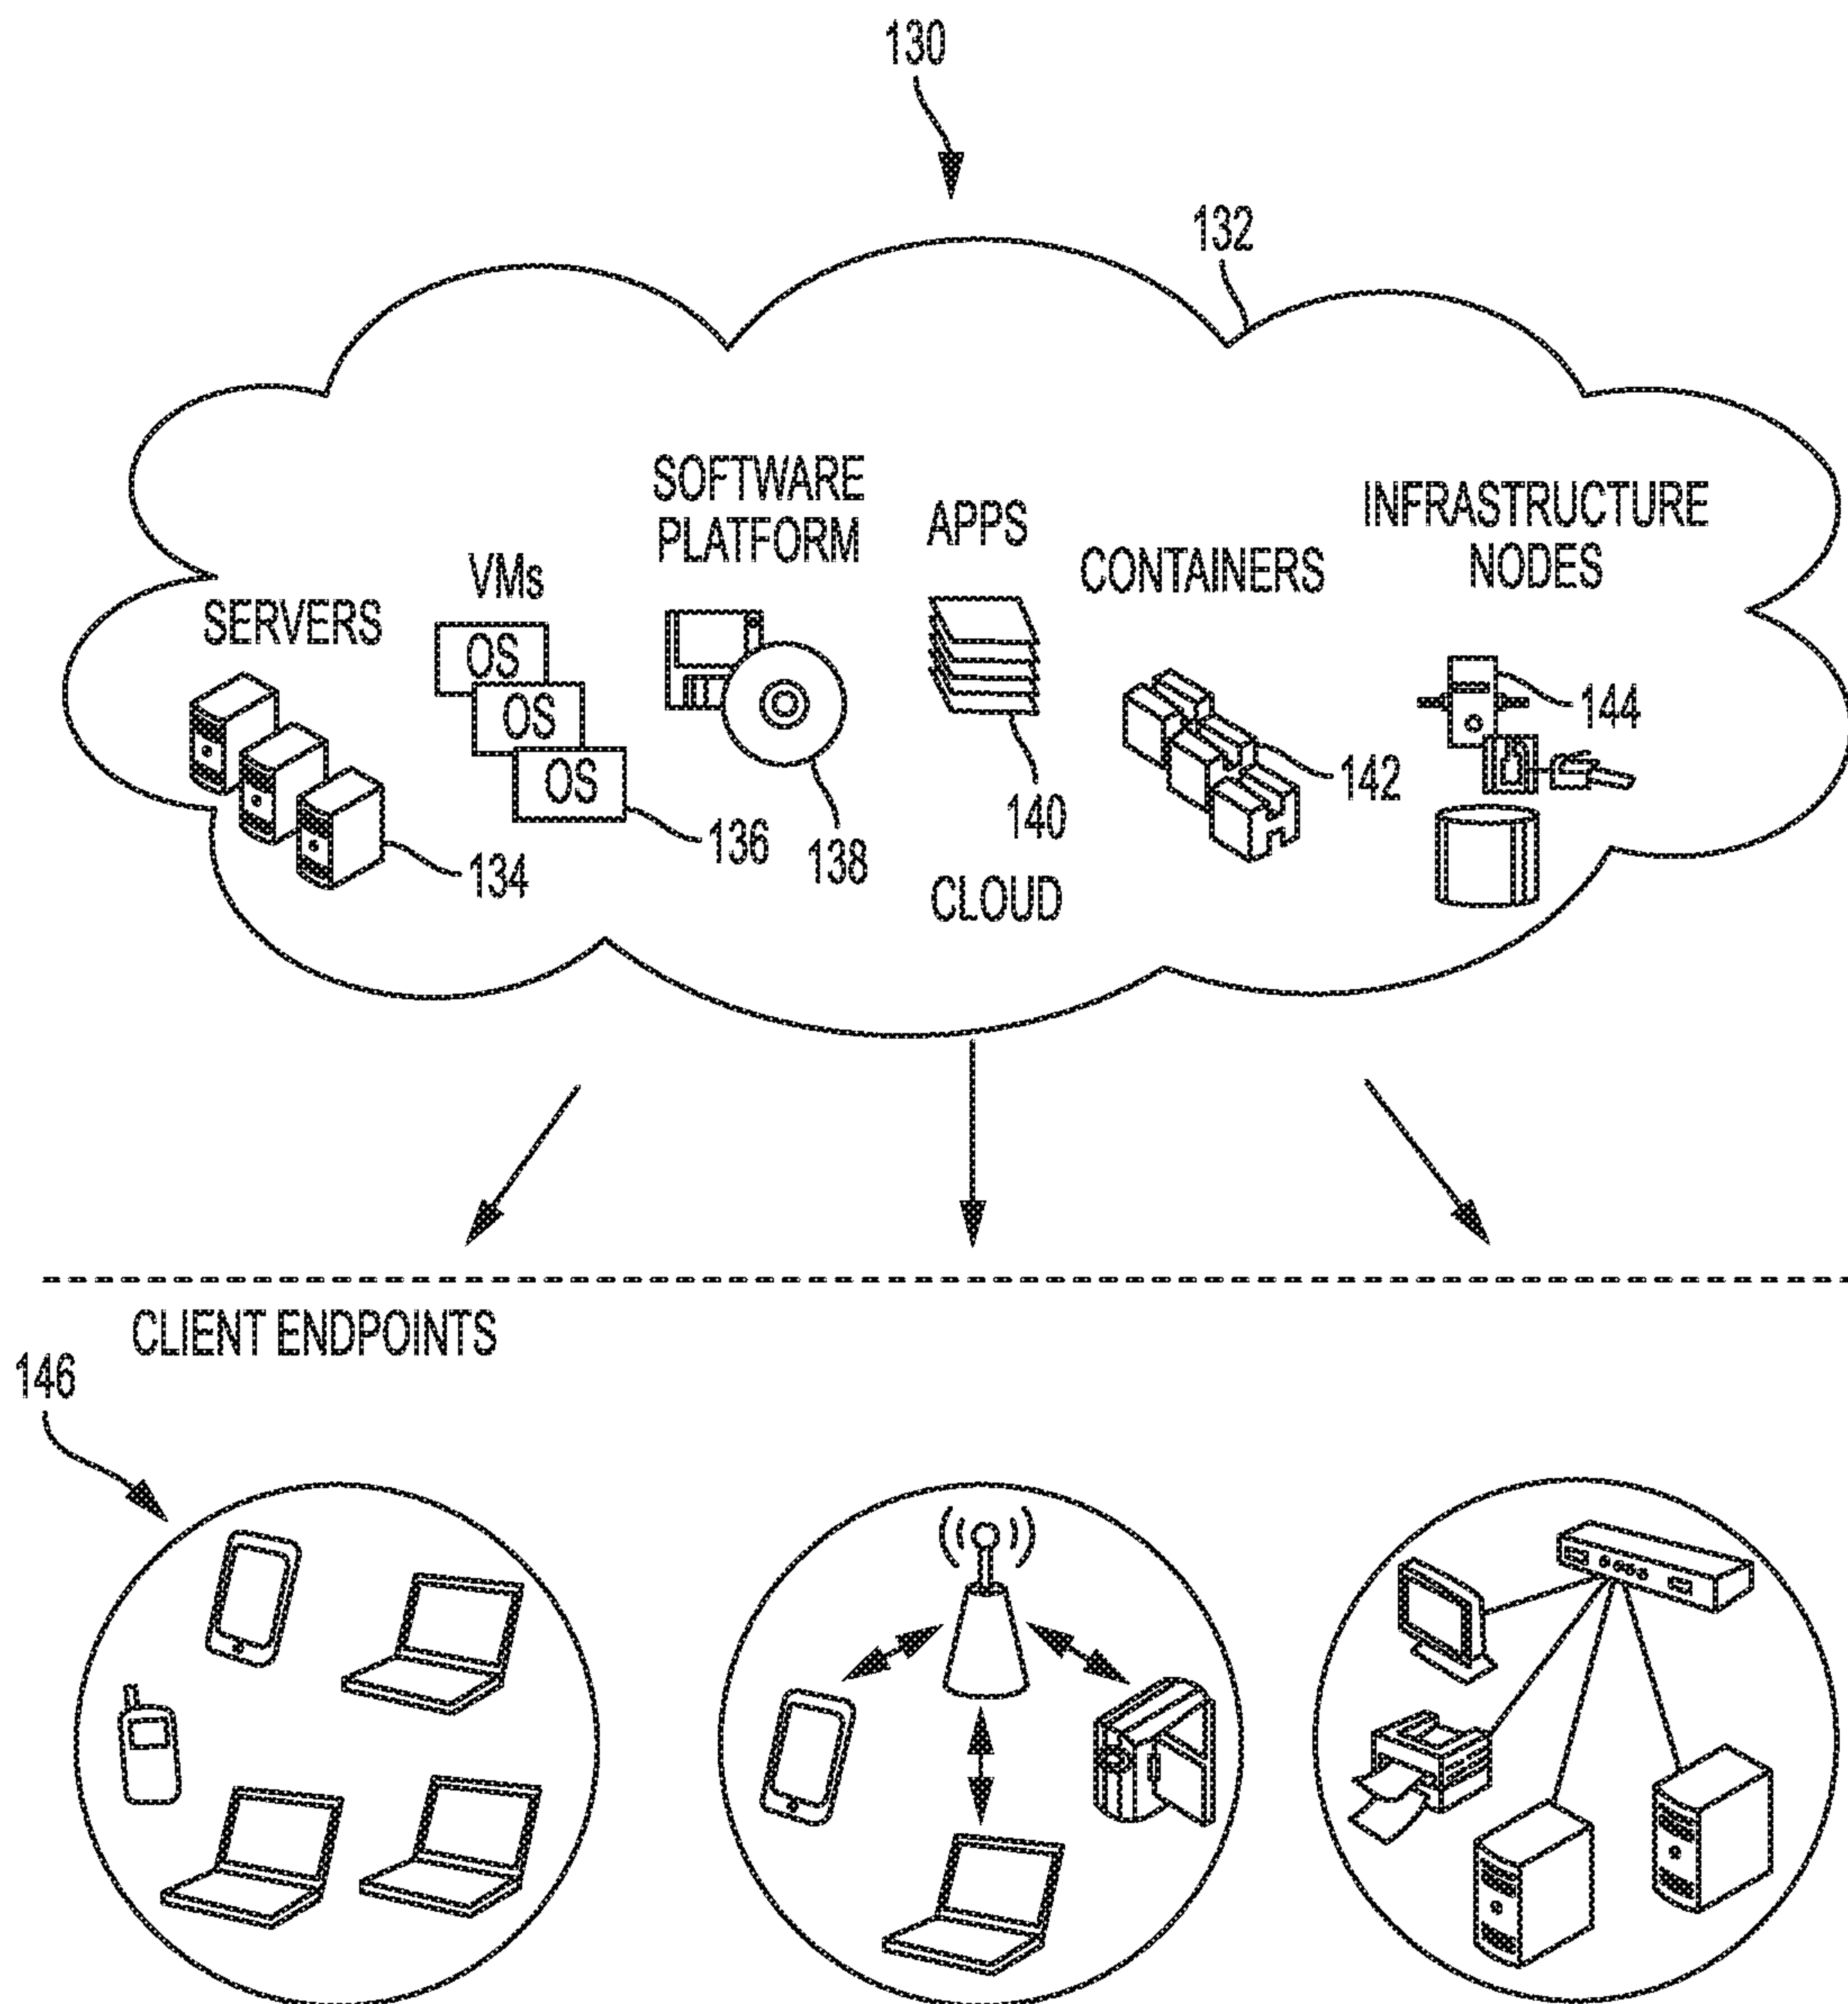 130
132
SOFTWARE
PLATFORM
APPS
INFRASTRUCTURE
NODES
CONTAINERS
VMs
SERVERS
OS
OS
OS
144
142
140
138
136
134
CLOUD
CLIENT ENDPOINTS
146